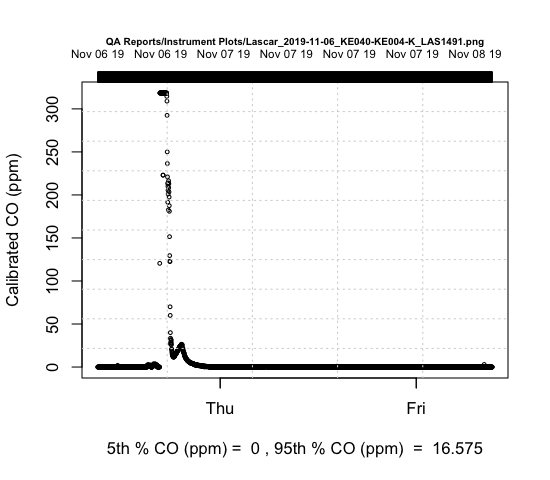 QA Reports/Instrument Plots/Lascar_2019-11-06_KE040-KE004-K_LAS1491.png
Nov 06 19 Nov 06 19 Nov 07 19 Nov 07 19 Nov 07 19 Nov 07 19 Nov 08 19
Calibrated CO (ppm)
300
250
200
150
100
50
0
Thu Fri
5th % CO (ppm) = 0 , 95th % CO (ppm) = 16.575